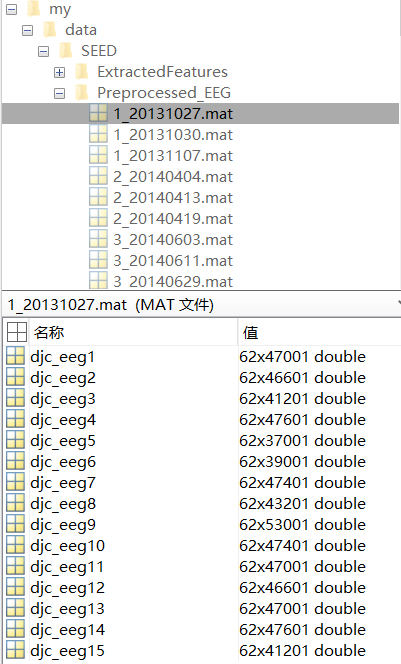 my
data
SEED
ExtractedFeatures
Preprocessed_EEG
1_20131027.mat
1_20131030.mat
1_20131107.mat
2_20140404.mat
2_20140413.mat
2_20140419.mat
3_20140603.mat
3_20140611.mat
3_20140629.mat
1_20131027.mat (MAT 文件)
名称 值
djc_eeg1 62x47001 double
djc_eeg2 62x46601 double
djc_eeg3 62x41201 double
djc_eeg4 62x47601 double
djc_eeg5 62x37001 double
djc_eeg6 62x39001 double
djc_eeg7 62x47401 double
djc_eeg8 62x43201 double
djc_eeg9 62x53001 double
djc_eeg10 62x47401 double
djc_eeg11 62x47001 double
djc_eeg12 62x46601 double
djc_eeg13 62x47001 double
djc_eeg14 62x47601 double
djc_eeg15 62x41201 double